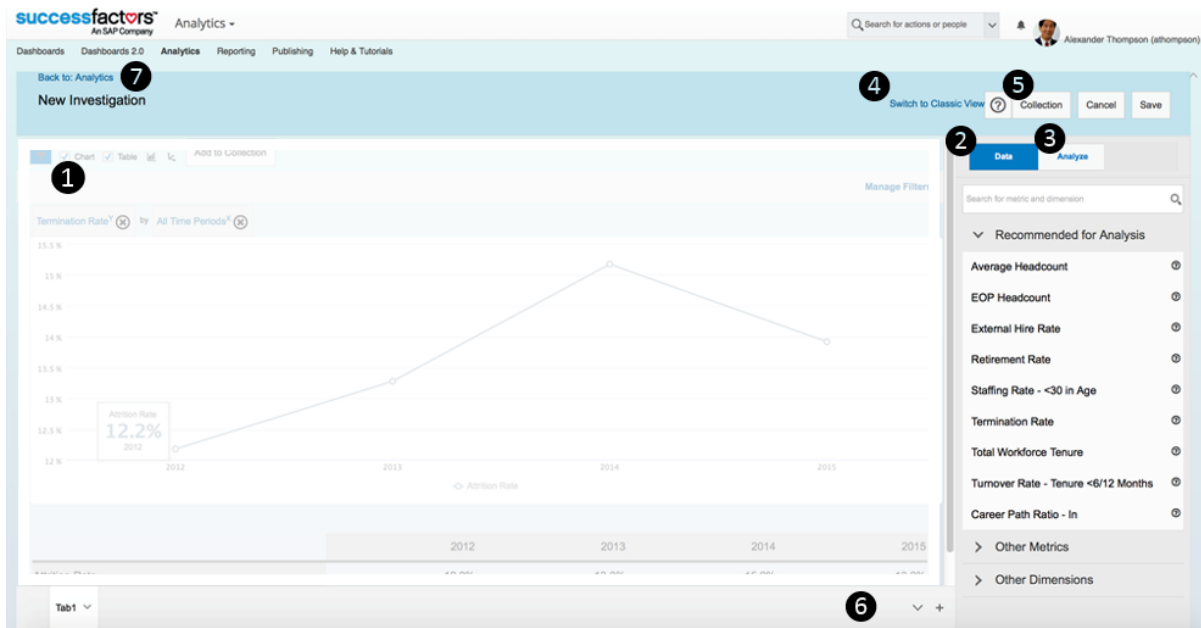 successfactors™
An SAP Company
Analytics
Search for actions or people
Alexander Thompson (athompson)
Dashboards Dashboards 2.0 Analytics Reporting Publishing Help & Tutorials
Back to: Analytics 7
New Investigation
4 5
Switch to Classic View ? Collection Cancel Save
Chart Table Add to Collection
1
2 3
Data Analyze
Manage Filters
Search for metric and dimension
Termination Rate Y by All Time Periods X
Recommended for Analysis
Average Headcount
EOP Headcount
External Hire Rate
Retirement Rate
Staffing Rate - <30 in Age
Termination Rate
Total Workforce Tenure
Turnover Rate - Tenure <6/12 Months
Career Path Ratio - In
Other Metrics
Other Dimensions
15.5 %
15 %
14.5 %
14 %
13.5 %
13 %
12.5 %
12 %
Attrition Rate
12.2%
2012
2012 2013 2014 2015
Attrition Rate
2012 2013 2014 2015
Tab1 6 +